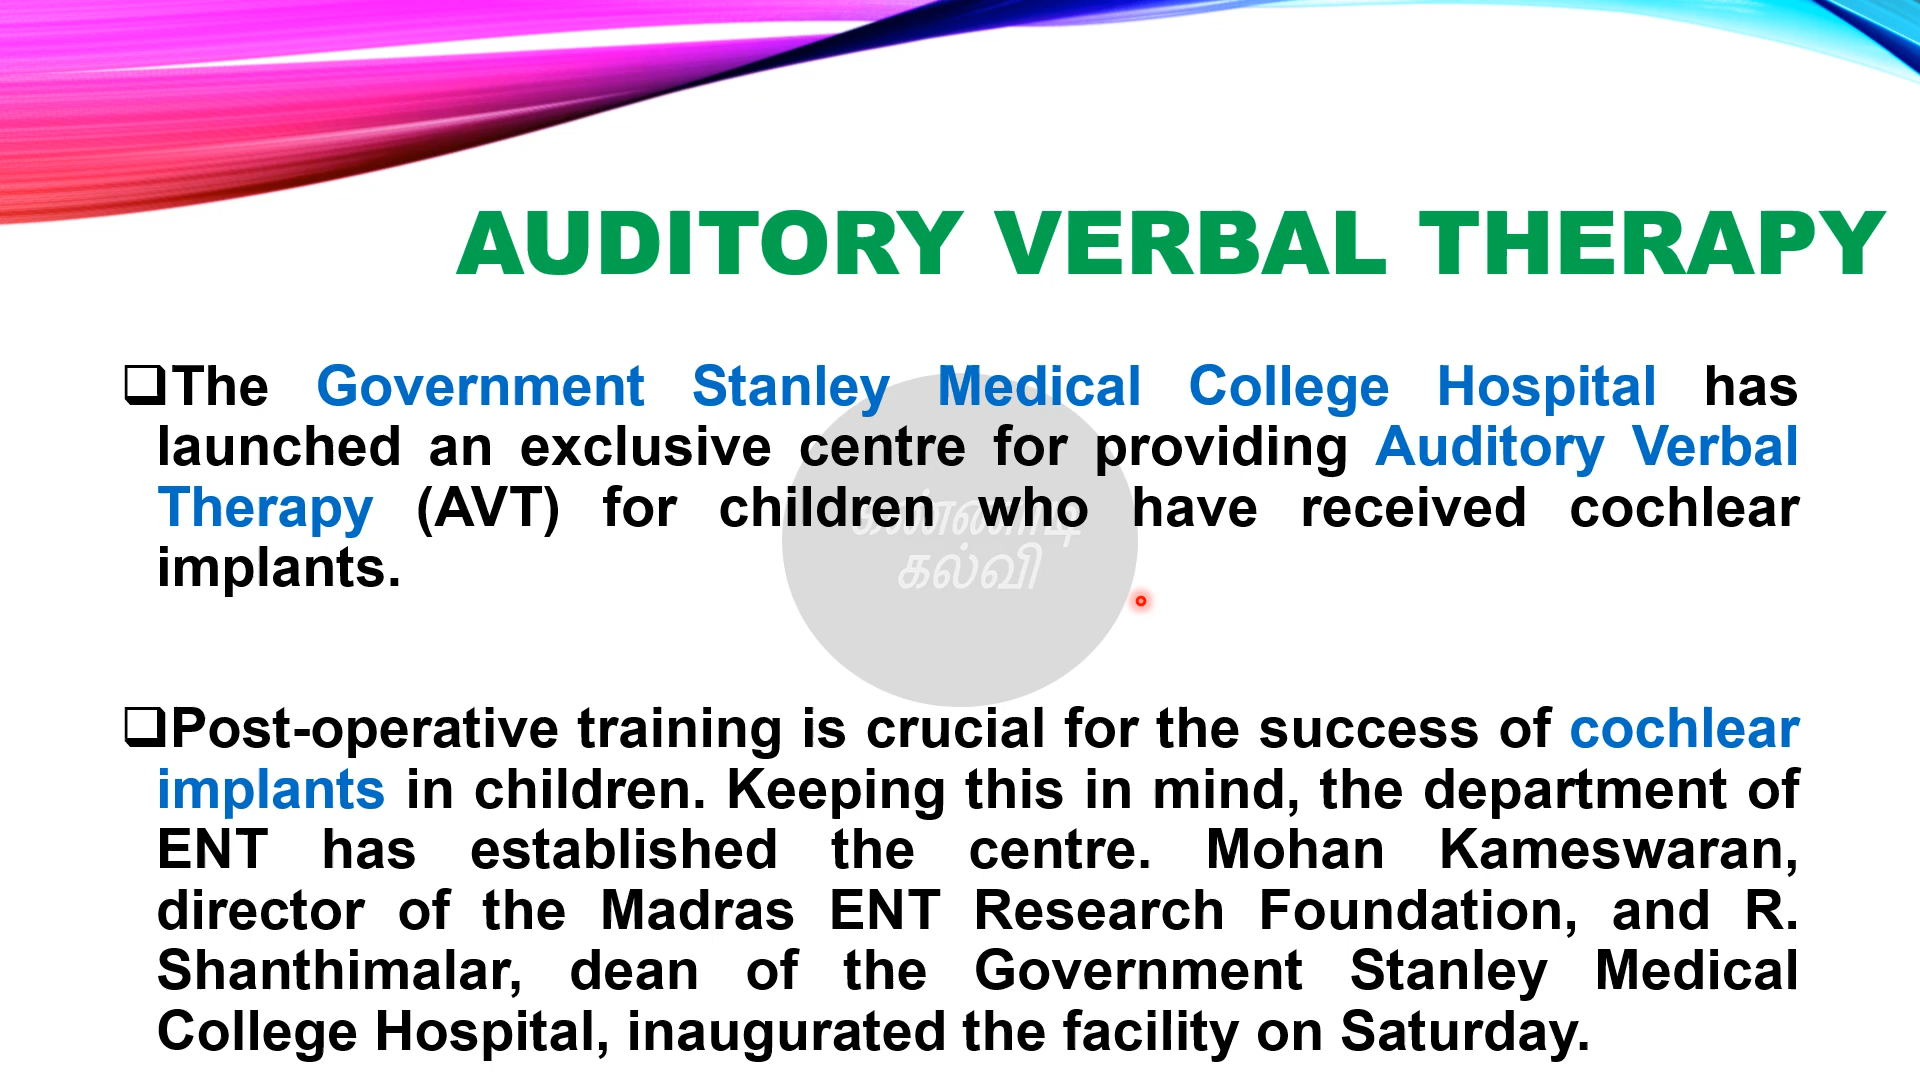 AUDITORY VERBAL THERAPY
The Government Stanley Medical College Hospital has
launched an exclusive centre for providing Auditory Verbal
Therapy (AVT) for children who have received cochlear
implants.
கல்வி
Post-operative training is crucial for the success of cochlear
implants in children. Keeping this in mind, the department of
ENT has established the centre. Mohan Kameswaran,
director of the Madras ENT Research Foundation, and R.
Shanthimalar, dean of the Government Stanley Medical
College Hospital, inaugurated the facility on Saturday.